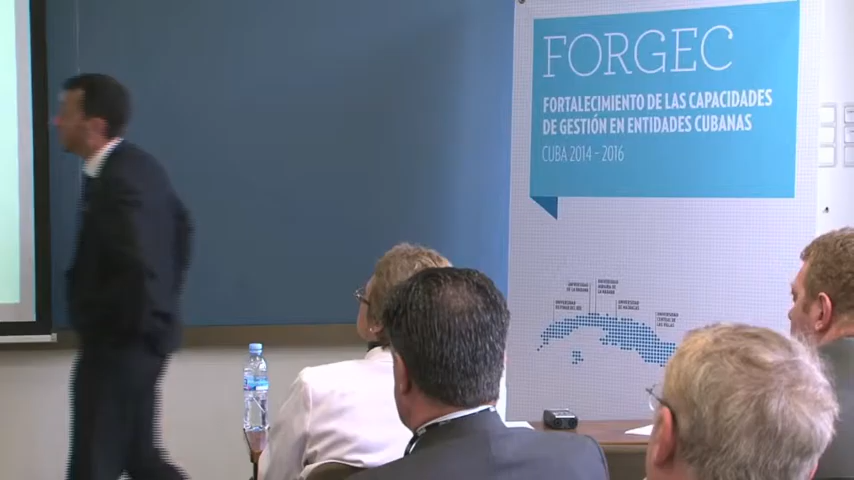 FORGEC
FORTALECIMIENTO DE LAS CAPACIDADES
DE GESTIÓN EN ENTIDADES CUBANAS
CUBA 2014 - 2016